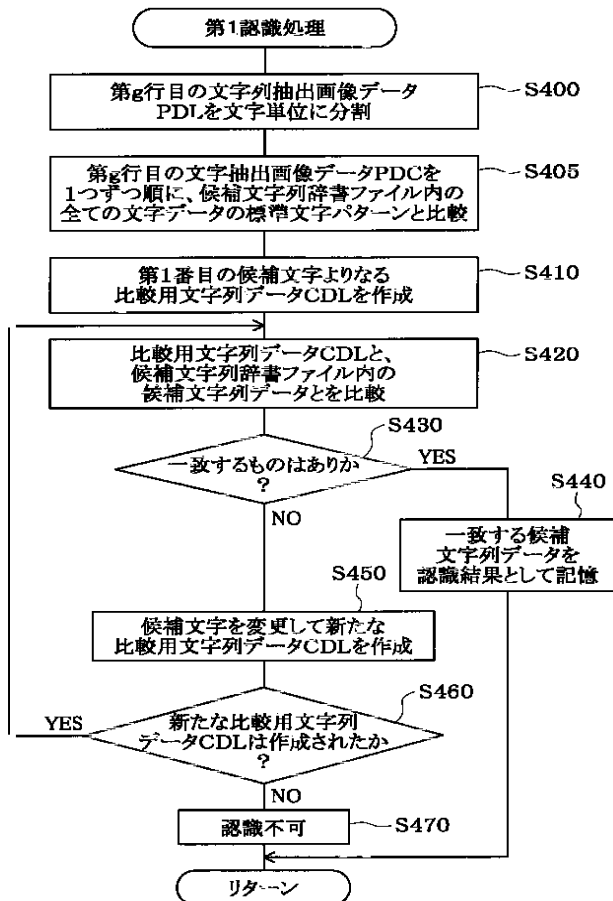 第1認識処理
第g行目の文字列抽出画像データ
PDLを文字単位に分割
S400
第g行目の文字抽出画像データPDCを
1つずつ順に、候補文字列辞書ファイル内の
全ての文字データの標準文字パターンと比較
S405
第1番目の候補文字よりなる
比較用文字列データCDLを作成
S410
比較用文字列データCDLと、
候補文字列辞書ファイル内の
候補文字列データとを比較
S420
S430
一致するものはありか
?
YES
NO
S440
一致する候補
文字列データを
認識結果として記憶
S450
候補文字を変更して新たな
比較用文字列データCDLを作成
S460
YES
新たな比較用文字列
データCDLは作成されたか
?
NO
認識不可
S470
リターン